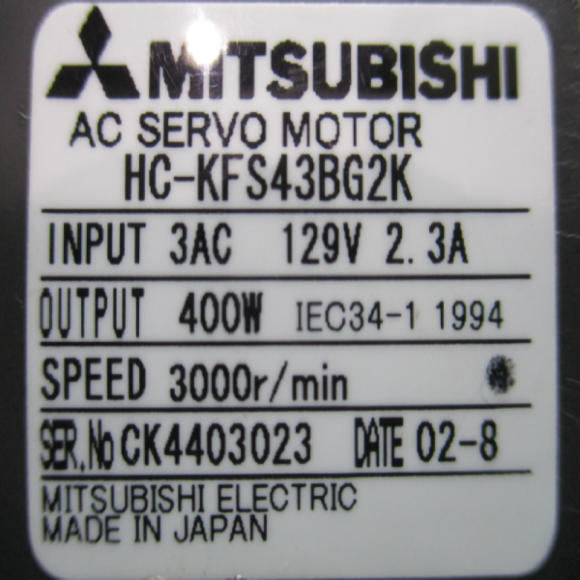 MITSUBISHI
AC SERVO MOTOR
HC-KFS43BG2K
INPUT 3AC 129V 2.3A
OUTPUT 400W IEC34-1 1994
SPEED 3000r/min
SER.No CK4403023 DATE 02-8
MITSUBISHI ELECTRIC
MADE IN JAPAN